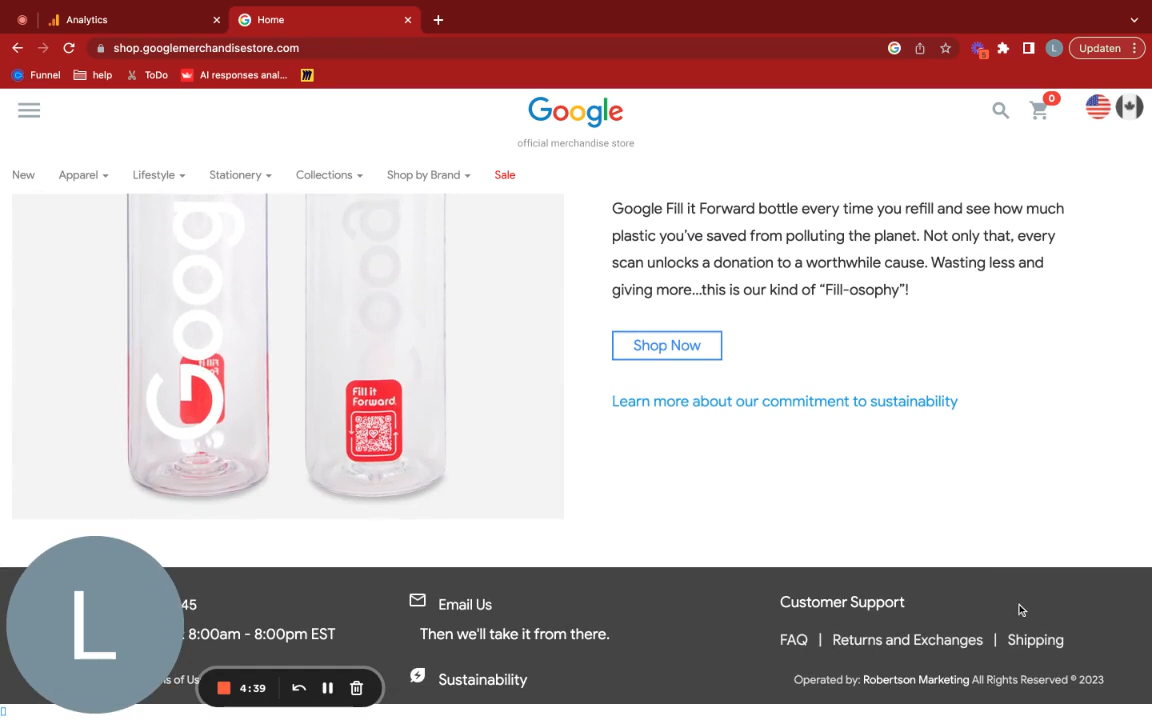 Analytics
Home
shop.googlemerchandisestore.com
8
L
Updaten
Funnel
help
ToDo
AI responses anal...
Google
0
official merchandise store
New
Apparel
Lifestyle
Stationery
Collections
Shop by Brand
Sale
Google Fill it Forward bottle every time you refill and see how much
plastic you've saved from polluting the planet. Not only that, every
scan unlocks a donation to a worthwhile cause. Wasting less and
giving more...this is our kind of “Fill-osophy”!
Shop Now
Learn more about our commitment to sustainability
Goog
Goog
Fill it
Forward.
45
8:00am - 8:00pm EST
Email Us
Then we'll take it from there.
Sustainability
Customer Support
FAQ | Returns and Exchanges | Shipping
Operated by: Robertson Marketing All Rights Reserved © 2023
L
4:39